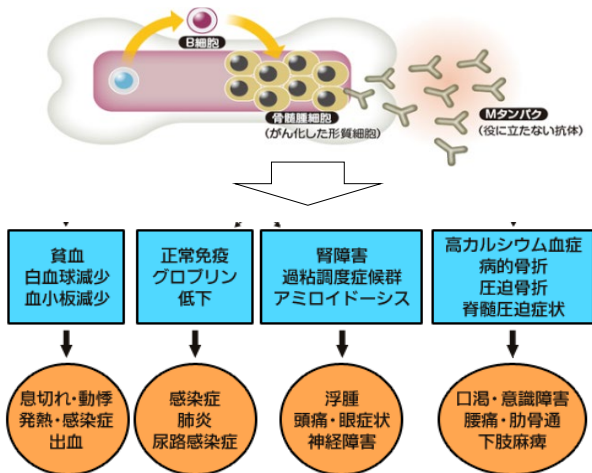 B細胞
骨髄腫細胞
(がん化した形質細胞)
Mタンパク
(役に立たない抗体)
貧血
白血球減少
血小板減少
正常免疫
グロブリン
低下
腎障害
過粘調度症候群
アミロイドーシス
高カルシウム血症
病的骨折
圧迫骨折
脊髄圧迫症状
息切れ・動悸
発熱・感染症
出血
感染症
肺炎
尿路感染症
浮腫
頭痛・眼症状
神経障害
口渇・意識障害
腰痛・肋骨通
下肢麻痺